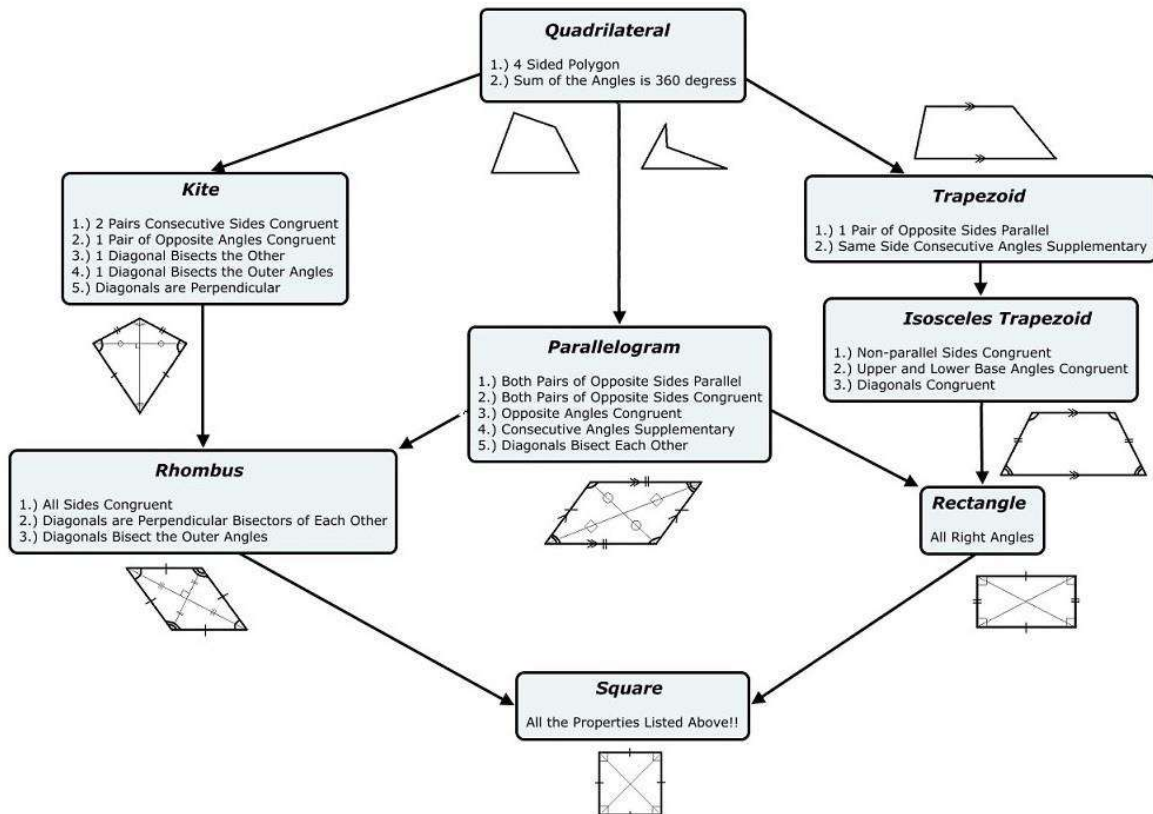 Quadrilateral
1.) 4 Sided Polygon
2.) Sum of the Angles is 360 degress
Kite
1.) 2 Pairs Consecutive Sides Congruent
2.) 1 Pair of Opposite Angles Congruent
3.) 1 Diagonal Bisects the Other
4.) 1 Diagonal Bisects the Outer Angles
5.) Diagonals are Perpendicular
Trapezoid
1.) 1 Pair of Opposite Sides Parallel
2.) Same Side Consecutive Angles Supplementary
Isosceles Trapezoid
1.) Non-parallel Sides Congruent
2.) Upper and Lower Base Angles Congruent
3.) Diagonals Congruent
Parallelogram
1.) Both Pairs of Opposite Sides Parallel
2.) Both Pairs of Opposite Sides Congruent
3.) Opposite Angles Congruent
4.) Consecutive Angles Supplementary
5.) Diagonals Bisect Each Other
Rhombus
1.) All Sides Congruent
2.) Diagonals are Perpendicular Bisectors of Each Other
3.) Diagonals Bisect the Outer Angles
Rectangle
All Right Angles
Square
All the Properties Listed Above!!